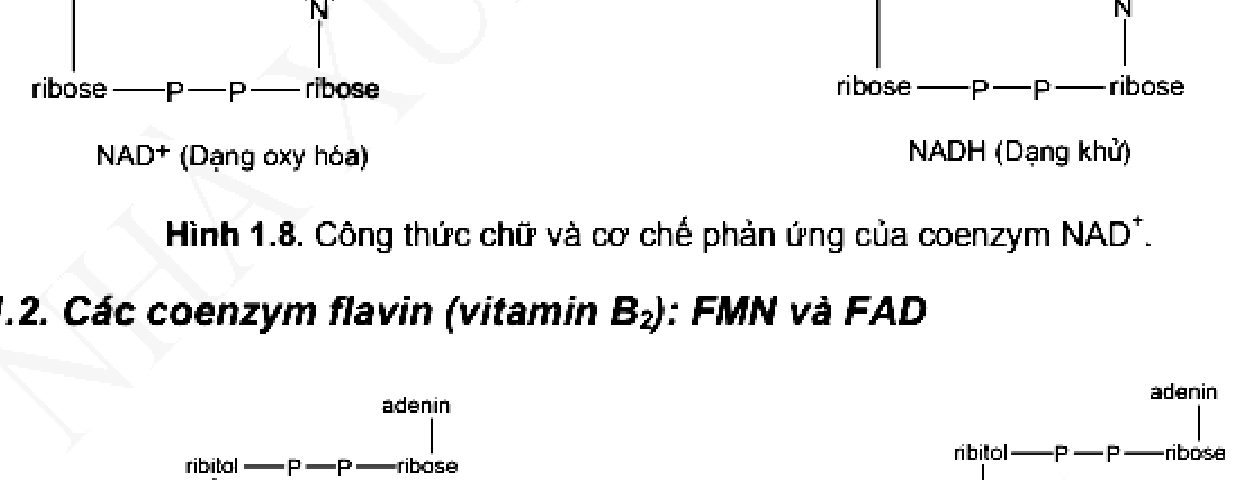 N N
ribose — P — P — ribose ribose — P — P — ribose
NAD+ (Dạng oxy hóa) NADH (Dạng khử)
Hình 1.8. Công thức chữ và cơ chế phản ứng của coenzym NAD+.
.2. Các coenzym flavin (vitamin B2): FMN và FAD
adenin adenin
ribitol — P — P — ribose ribitol — P — P — ribose